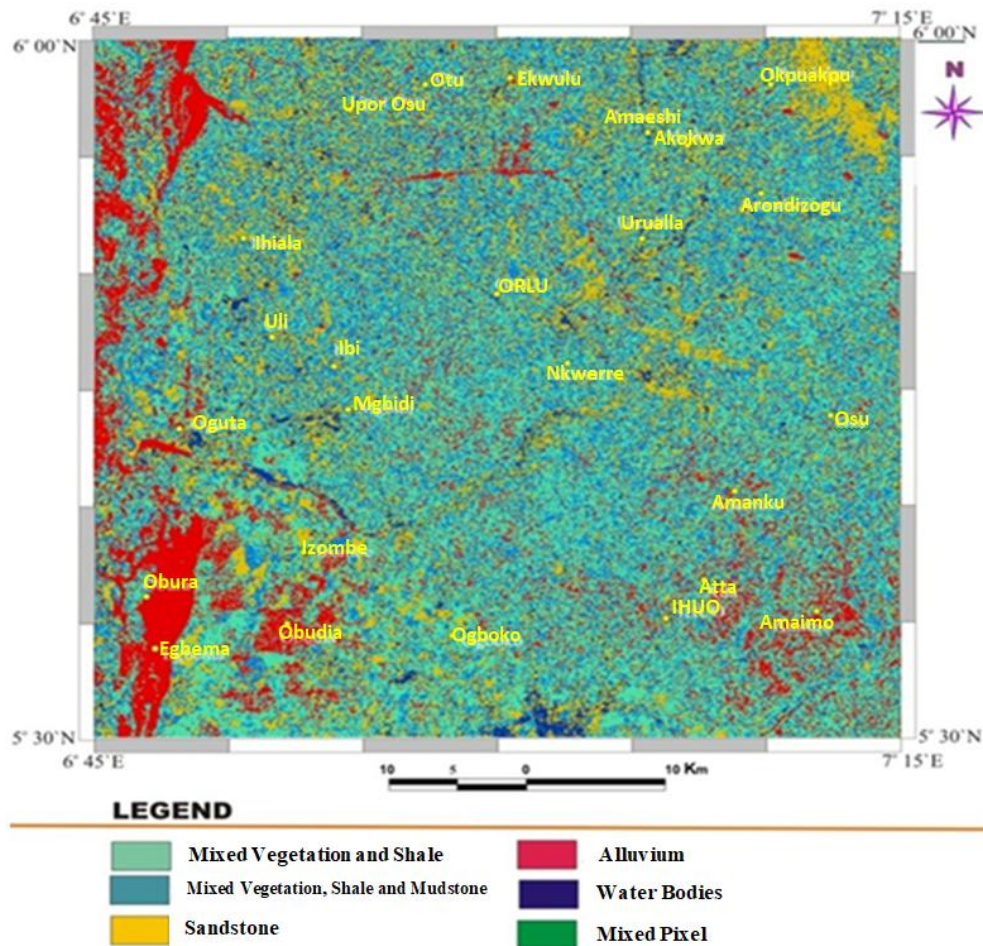 6° 45`E
7° 15`E
6° 00`N
6° 00`N
N
Otu
Ekwulu
Okpuakpu
Upor Osu
Amaeshi
Akokwa
Arondizogu
Urualla
Ihiala
ORLU
Uli
Ibi
Nkwerre
Mgbidi
Oguta
Osu
Amanku
Izombe
Obura
Atta
IHUO
Amaimo
Obudia
Ogboko
Egbema
5° 30`N
5° 30`N
6° 45`E
7° 15`E
10 5 0 10 Km
LEGEND
Mixed Vegetation and Shale
Alluvium
Mixed Vegetation, Shale and Mudstone
Water Bodies
Sandstone
Mixed Pixel